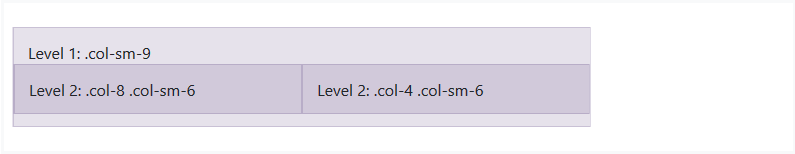 Level 1: .col-sm-9
Level 2: .col-8 .col-sm-6
Level 2: .col-4 .col-sm-6